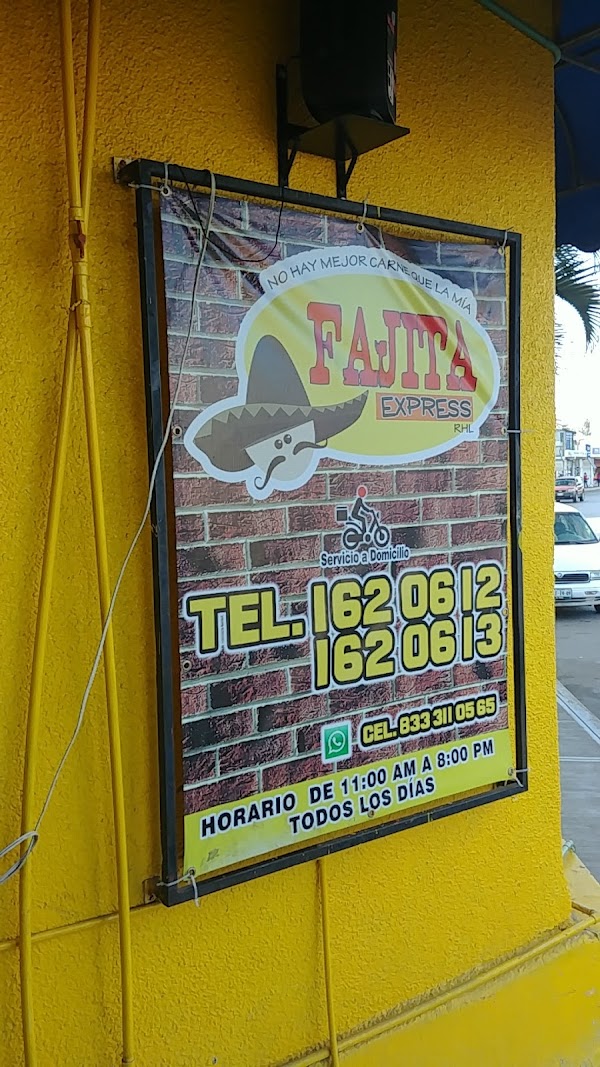 NO HAY MEJOR CARNE QUE LA MÍA
FAJITA
EXPRESS
RHL
Servicio a Domicilio
TEL. 162 06 12
162 06 13
CEL. 833 311 05 65
HORARIO DE 11:00 AM A 8:00 PM
TODOS LOS DÍAS